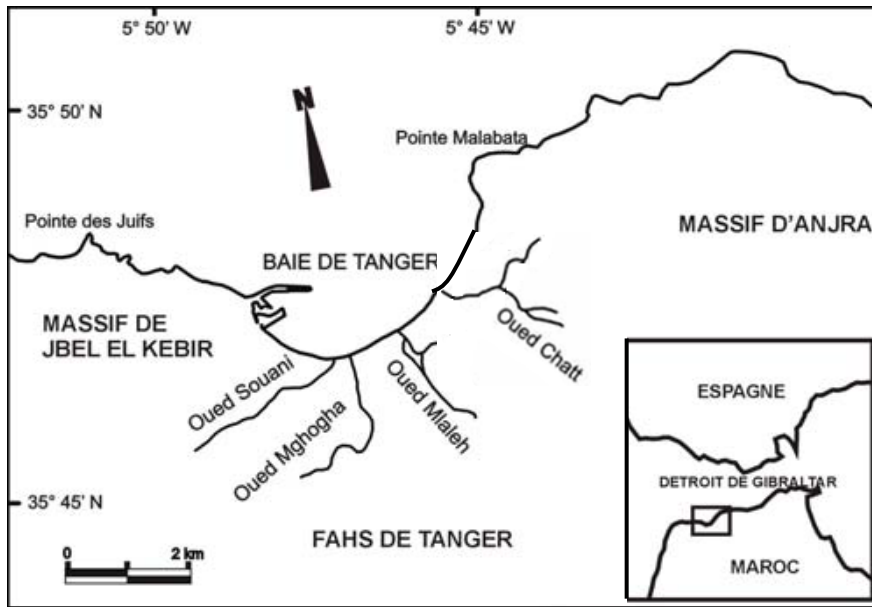 5° 50' W
5° 45' W
35° 50' N
N
Pointe Malabata
Pointe des Juifs
MASSIF D'ANJRA
BAIE DE TANGER
MASSIF DE
JBEL EL KEBIR
Oued Souani
Oued Mghogha
Oued Mlaleh
Oued Chatt
ESPAGNE
DETROIT DE GIBRALTAR
35° 45' N
FAHS DE TANGER
MAROC
0
2 km